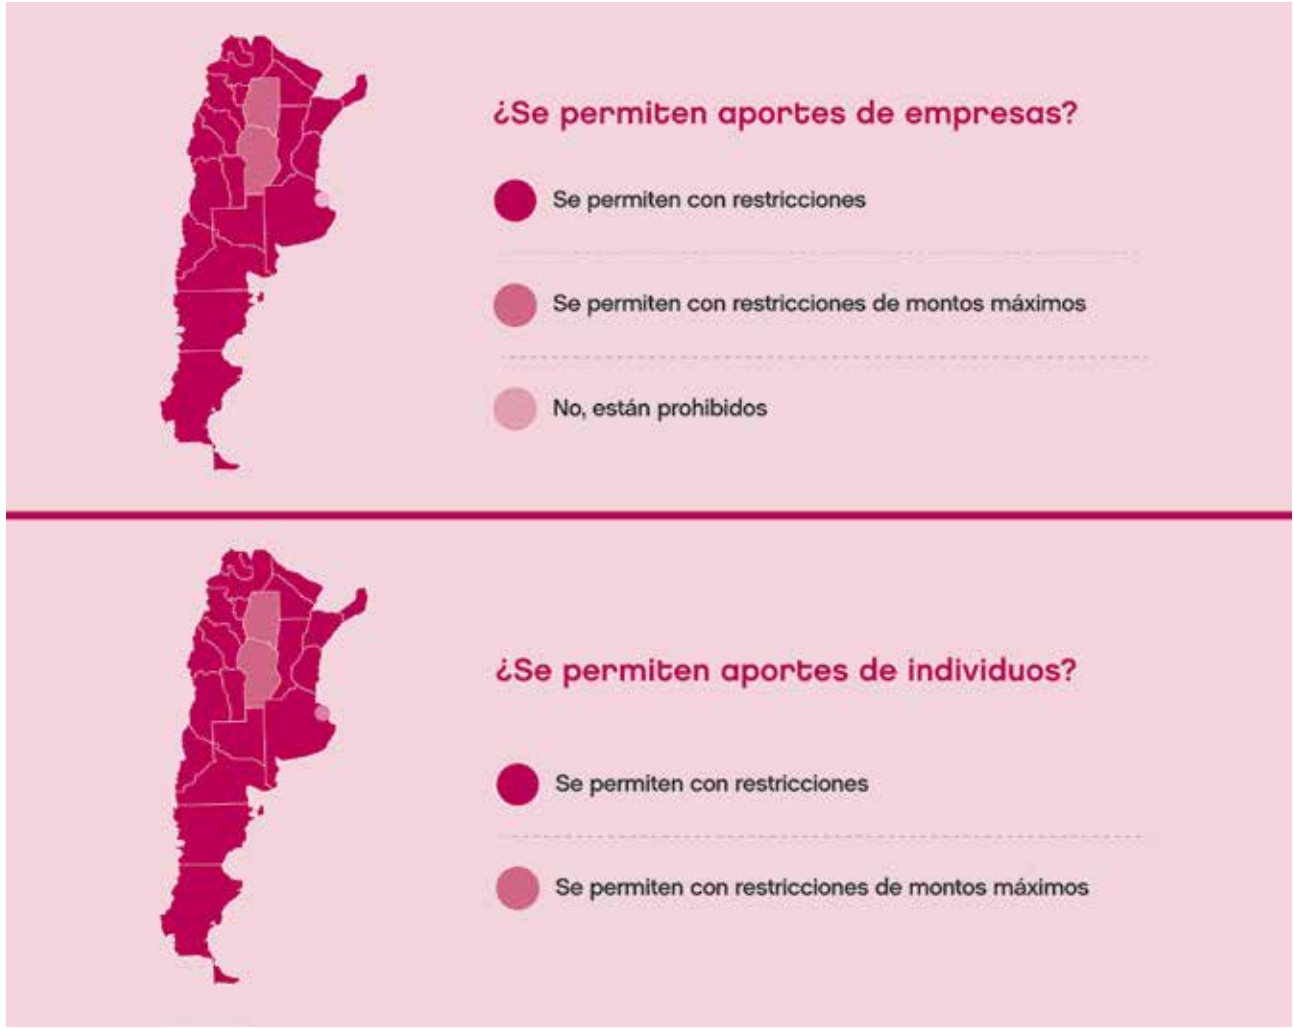 ¿Se permiten aportes de empresas?
Se permiten con restricciones
Se permiten con restricciones de montos máximos
No, están prohibidos
¿Se permiten aportes de individuos?
Se permiten con restricciones
Se permiten con restricciones de montos máximos